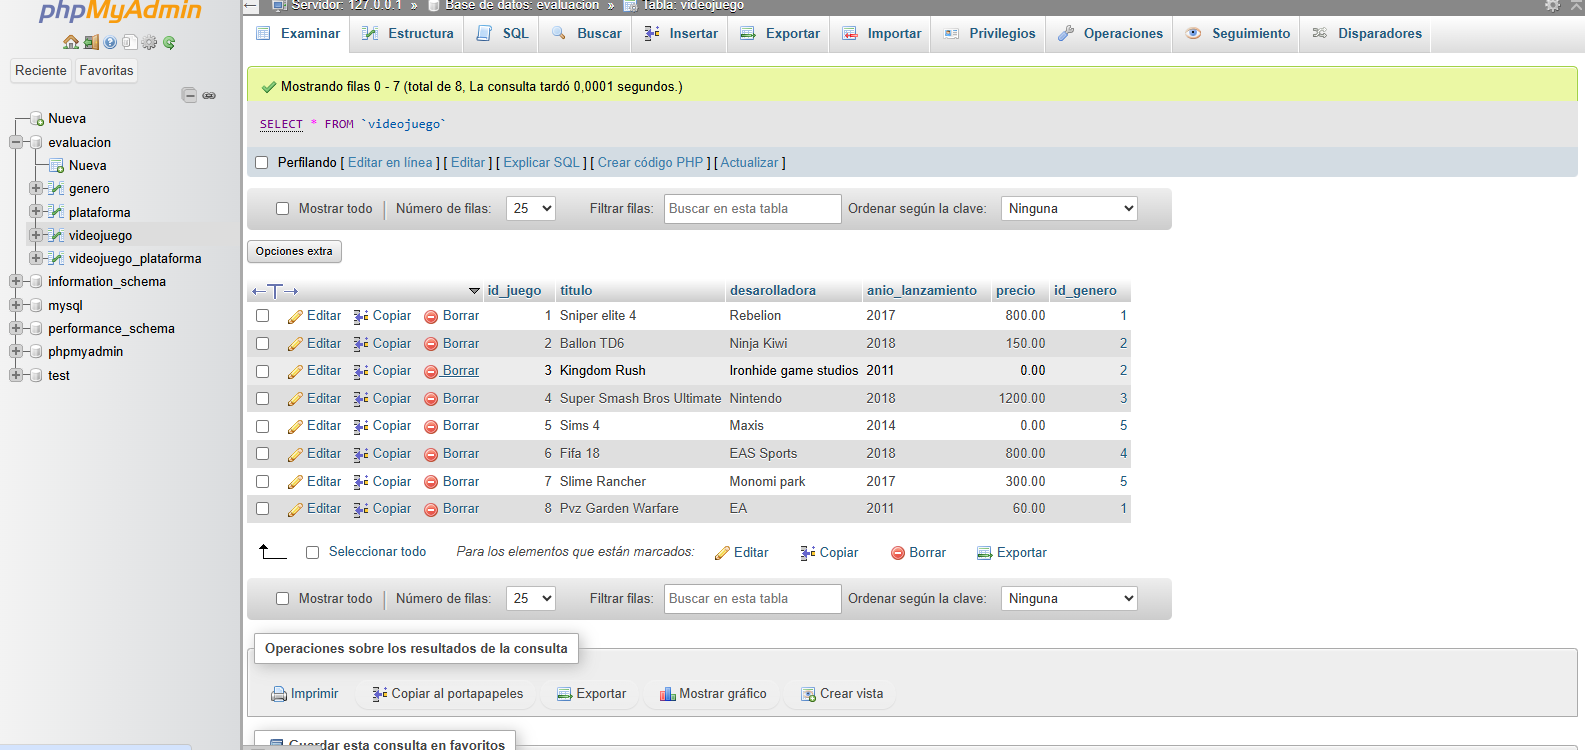 phpMyAdmin
Reciente Favoritas
Nueva
evaluacion
Nueva
genero
plataforma
videojuego
videojuego_plataforma
information_schema
mysql
performance_schema
phpmyadmin
test
Servidor: 127.0.0.1 » Base de datos: evaluacion » Tabla: videojuego
Examinar Estructura SQL Buscar Insertar Exportar Importar Privilegios Operaciones Seguimiento Disparadores
Mostrando filas 0 - 7 (total de 8, La consulta tardó 0,0001 segundos.)
SELECT * FROM `videojuego`
Perfilando [ Editar en línea ] [ Editar ] [ Explicar SQL ] [ Crear código PHP ] [ Actualizar ]
Mostrar todo | Número de filas: 25 Filtrar filas: Buscar en esta tabla Ordenar según la clave: Ninguna
Opciones extra
←T→ id_juego titulo desarolladora anio_lanzamiento precio id_genero
Editar Copiar Borrar 1 Sniper elite 4 Rebelion 2017 800.00 1
Editar Copiar Borrar 2 Ballon TD6 Ninja Kiwi 2018 150.00 2
Editar Copiar Borrar 3 Kingdom Rush Ironhide game studios 2011 0.00 2
Editar Copiar Borrar 4 Super Smash Bros Ultimate Nintendo 2018 1200.00 3
Editar Copiar Borrar 5 Sims 4 Maxis 2014 0.00 5
Editar Copiar Borrar 6 Fifa 18 EAS Sports 2018 800.00 4
Editar Copiar Borrar 7 Slime Rancher Monomi park 2017 300.00 5
Editar Copiar Borrar 8 Pvz Garden Warfare EA 2011 60.00 1
Seleccionar todo Para los elementos que están marcados: Editar Copiar Borrar Exportar
Mostrar todo | Número de filas: 25 Filtrar filas: Buscar en esta tabla Ordenar según la clave: Ninguna
Operaciones sobre los resultados de la consulta
Imprimir Copiar al portapapeles Exportar Mostrar gráfico Crear vista
Guardar esta consulta en favoritos